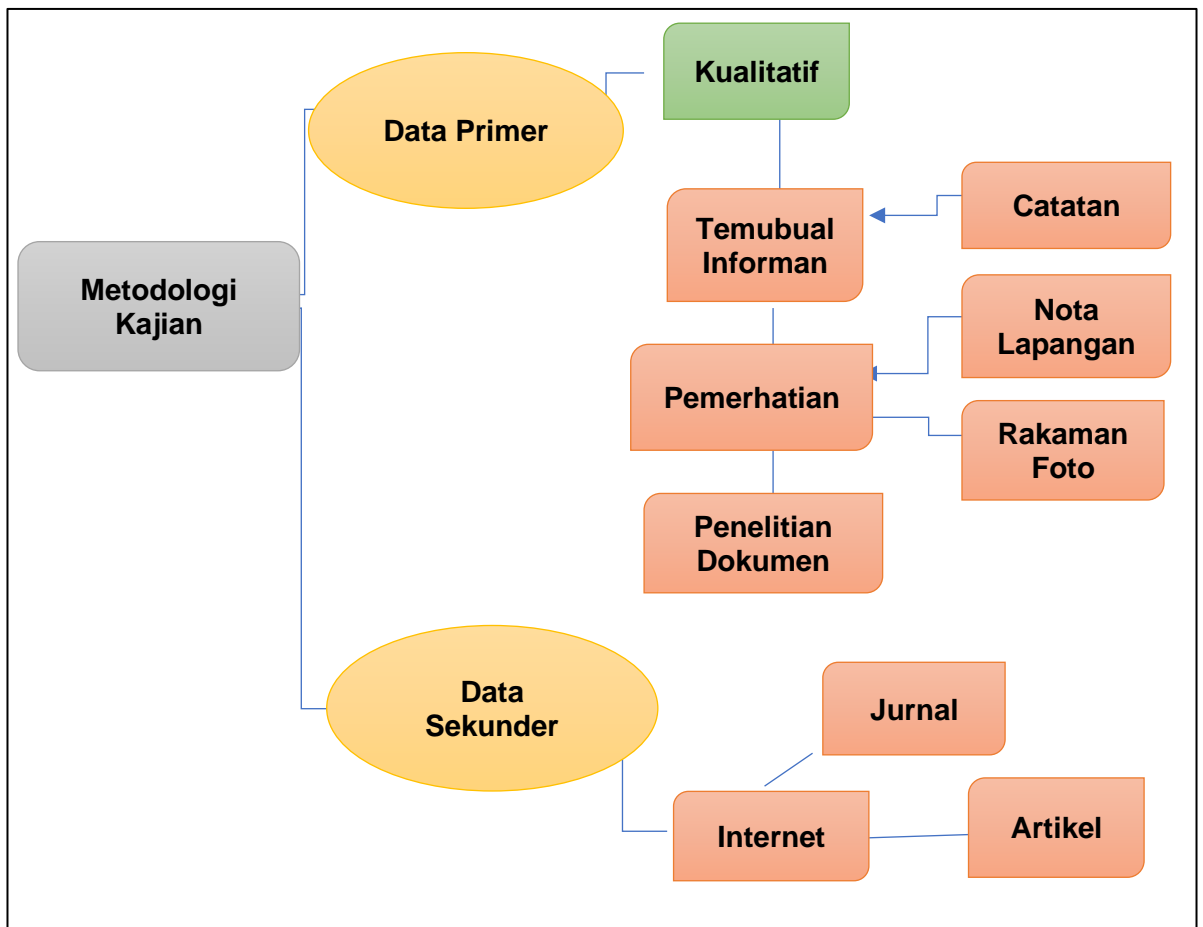 Kualitatif
Data Primer
Catatan
Temubual
Informan
Metodologi
Kajian
Nota
Lapangan
Pemerhatian
Rakaman
Foto
Penelitian
Dokumen
Data
Sekunder
Jurnal
Internet
Artikel